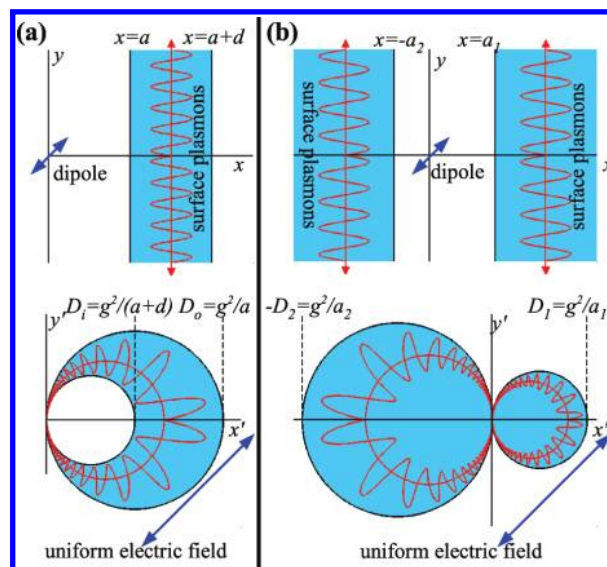 (a)
x=a
x=a+d
y
surface plasmons
x
dipole
D_i=g²/(a+d)
D_o=g²/a
y'
x'
uniform electric field
(b)
x=-a₂
x=a₁
y
surface plasmons
surface plasmons
x
dipole
-D₂=g²/a₂
D₁=g²/a₁
y'
x'
uniform electric field